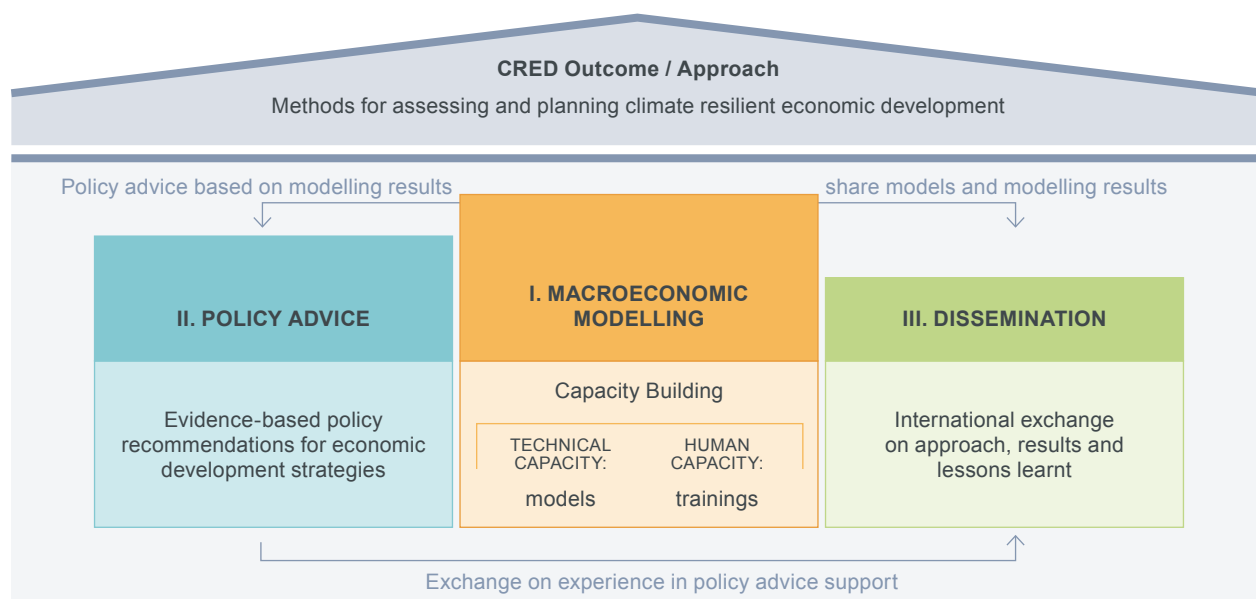 CRED Outcome / Approach
Methods for assessing and planning climate resilient economic development
Policy advice based on modelling results
share models and modelling results
II. POLICY ADVICE
Evidence-based policy
recommendations for economic
development strategies
I. MACROECONOMIC
MODELLING
Capacity Building
TECHNICAL
CAPACITY:
models
HUMAN
CAPACITY:
trainings
III. DISSEMINATION
International exchange
on approach, results and
lessons learnt
Exchange on experience in policy advice support